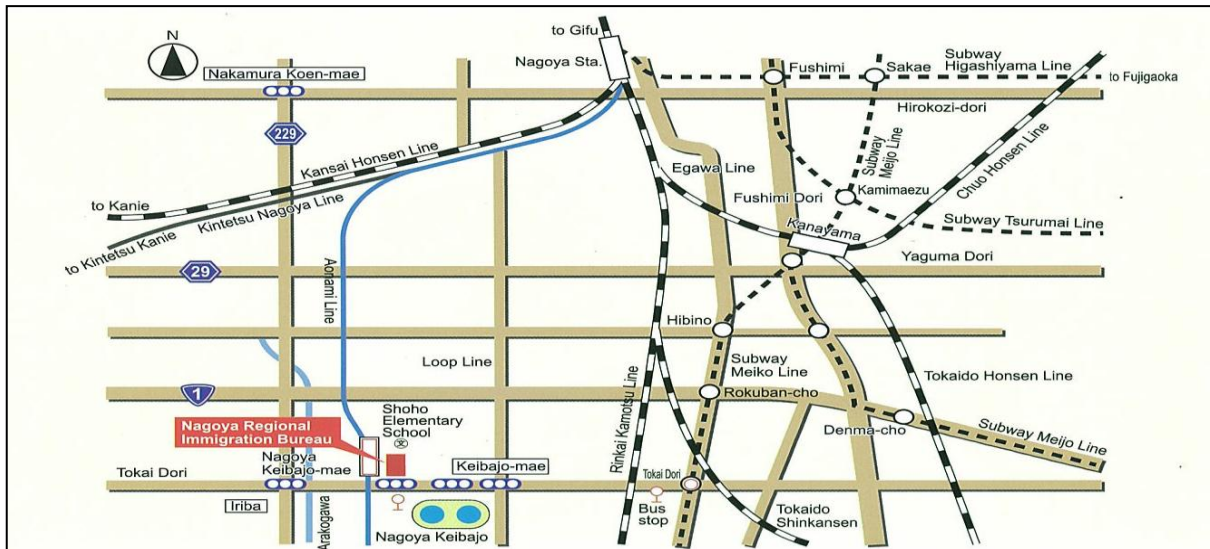 N
to Gifu
Nagoya Sta.
Nakamura Koen-mae
Fushimi
Sakae
Subway
Higashiyama Line
to Fujigaoka
Hirokozi-dori
229
Kansai Honsen Line
Egawa Line
Subway
Meijo Line
Chuo Honsen Line
to Kanie
Kintetsu Nagoya Line
to Kintetsu Kanie
Fushimi Dori
Kamimaezu
Kanayama
Subway Tsurumai Line
29
Aonami Line
Yaguma Dori
Hibino
Loop Line
Subway
Meiko Line
Tokaido Honsen Line
1
Rokuban-cho
Shoho
Elementary
School
文
Nagoya Regional
Immigration Bureau
Rinkai Kamotsu Line
Denma-cho
Subway Meijo Line
Nagoya
Keibajo-mae
Keibajo-mae
Tokai Dori
Tokai Dori
Iriba
Arakogawa
Bus
stop
Tokaido
Shinkansen
Nagoya Keibajo